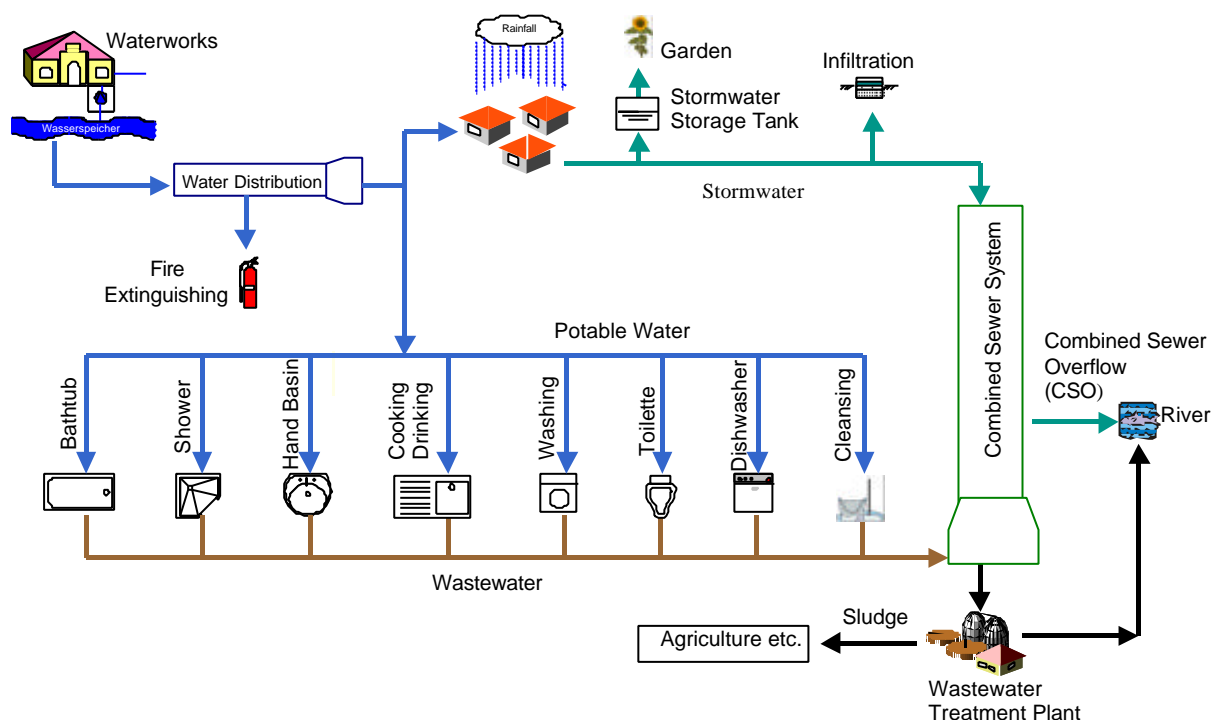 Waterworks
Wasserspeicher
Rainfall
Garden
Stormwater
Storage Tank
Infiltration
Water Distribution
Stormwater
Fire
Extinguishing
Potable Water
Bathtub
Shower
Hand Basin
Cooking
Drinking
Washing
Toilette
Dishwasher
Cleansing
Combined Sewer System
Combined Sewer
Overflow
(CSO)
River
Wastewater
Sludge
Agriculture etc.
Wastewater
Treatment Plant